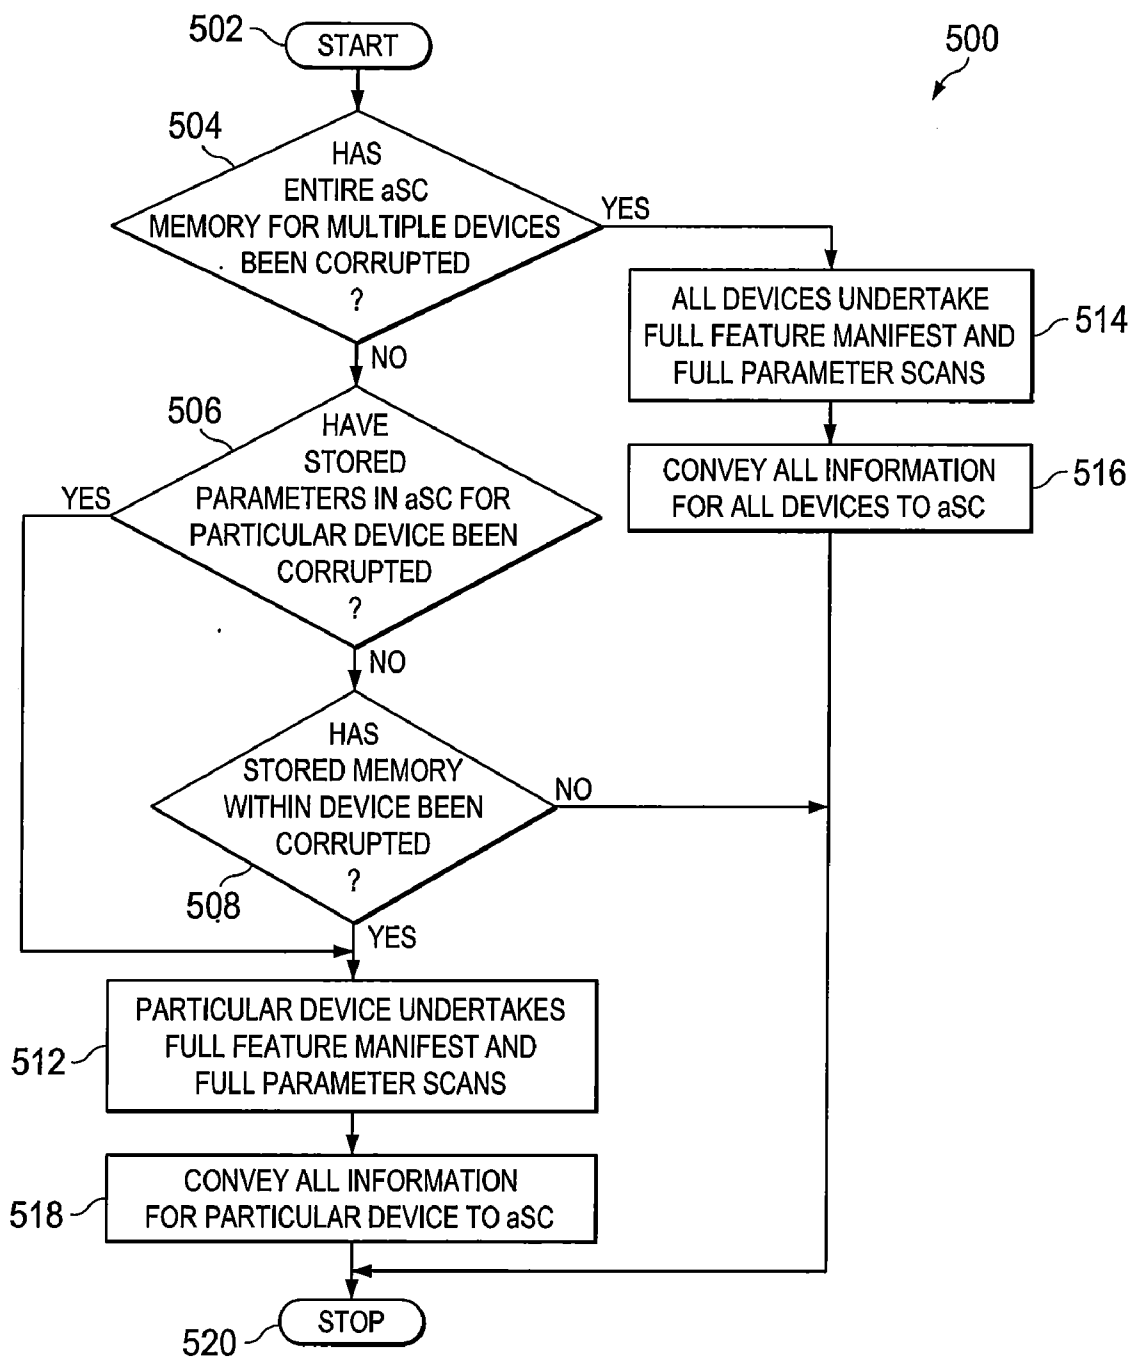 502
START
500
504
HAS
ENTIRE aSC
MEMORY FOR MULTIPLE DEVICES
BEEN CORRUPTED
?
YES
NO
ALL DEVICES UNDERTAKE
FULL FEATURE MANIFEST AND
FULL PARAMETER SCANS
514
506
HAVE
STORED
PARAMETERS IN aSC FOR
PARTICULAR DEVICE BEEN
CORRUPTED
?
YES
NO
CONVEY ALL INFORMATION
FOR ALL DEVICES TO aSC
516
HAS
STORED MEMORY
WITHIN DEVICE BEEN
CORRUPTED
?
NO
508
YES
PARTICULAR DEVICE UNDERTAKES
FULL FEATURE MANIFEST AND
FULL PARAMETER SCANS
512
CONVEY ALL INFORMATION
FOR PARTICULAR DEVICE TO aSC
518
STOP
520